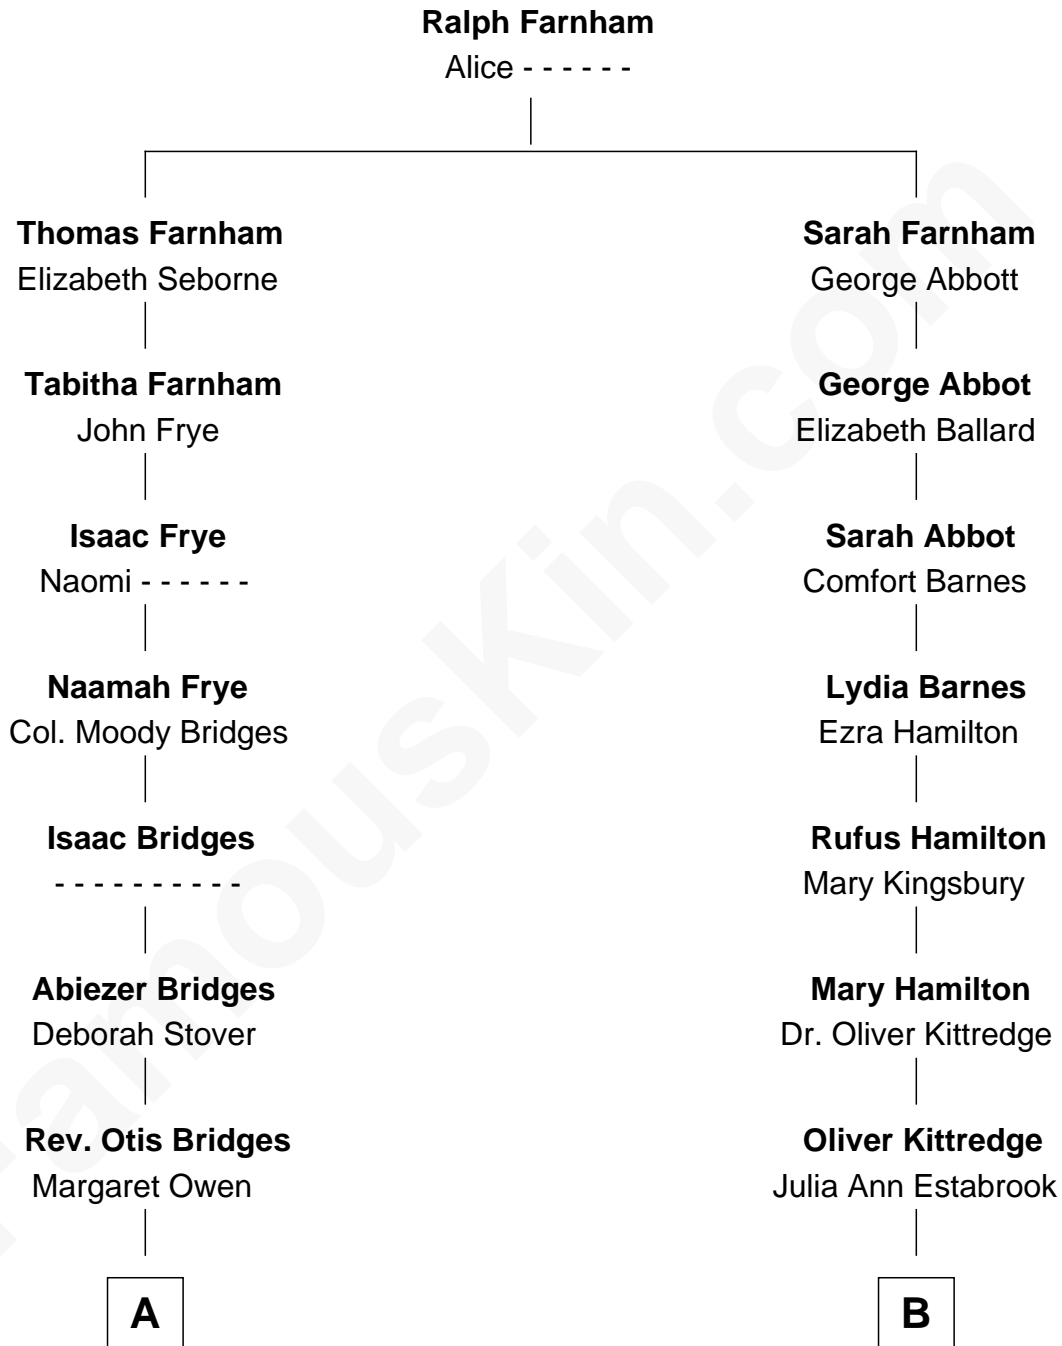 Ralph Farnham
Alice - - - - - -
Thomas Farnham
Elizabeth Seborne
Tabitha Farnham
John Frye
Isaac Frye
Naomi - - - - - -
Naamah Frye
Col. Moody Bridges
Isaac Bridges
- - - - - - - - - -
Abiezer Bridges
Deborah Stover
Rev. Otis Bridges
Margaret Owen
A
Sarah Farnham
George Abbott
George Abbot
Elizabeth Ballard
Sarah Abbot
Comfort Barnes
Lydia Barnes
Ezra Hamilton
Rufus Hamilton
Mary Kingsbury
Mary Hamilton
Dr. Oliver Kittredge
Oliver Kittredge
Julia Ann Estabrook
B
FamousKin.com